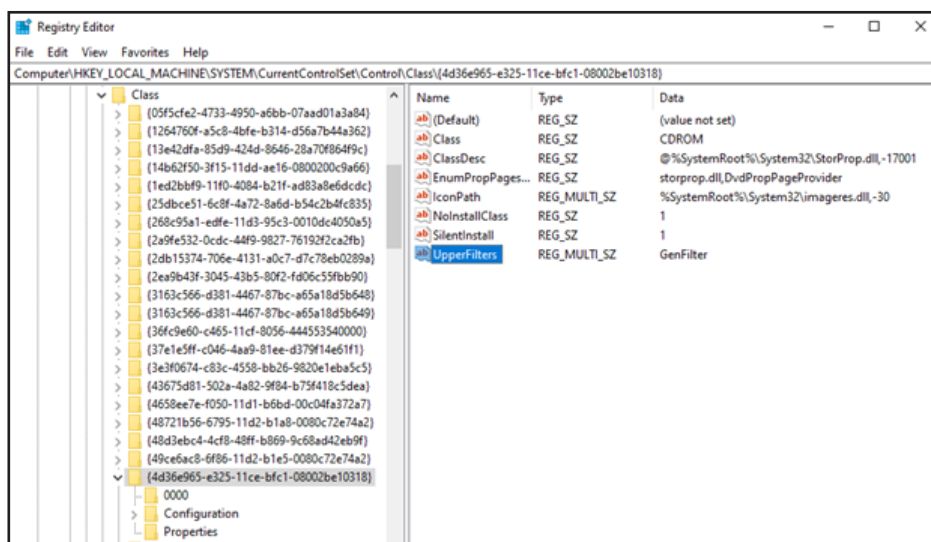 Registry Editor
File Edit View Favorites Help
Computer\HKEY_LOCAL_MACHINE\SYSTEM\CurrentControlSet\Control\Class\{4d36e965-e325-11ce-bfc1-08002be10318}
Class
{05f5cfe2-4733-4950-a6bb-07aad01a3a84}
{1264760f-a5c8-4bfe-b314-d56a7b44a362}
{13e42dfa-85d9-424d-8646-28a70f864f9c}
{14b62f50-3f15-11dd-ae16-0800200c9a66}
{1ed2bbf9-11f0-4084-b21f-ad83a8e6dcdc}
{25dbce51-6c8f-4a72-8a6d-b54c2b4fc835}
{268c95a1-edfe-11d3-95c3-0010dc4050a5}
{2a9fe532-0cdc-44f9-9827-76192f2ca2fb}
{2db15374-706e-4131-a0c7-d7c78eb0289a}
{2ea9b43f-3045-43b5-80f2-fd06c55fbb90}
{3163c566-d381-4467-87bc-a65a18d5b648}
{3163c566-d381-4467-87bc-a65a18d5b649}
{36fc9e60-c465-11cf-8056-444553540000}
{37e1e5ff-c046-4aa9-81ee-d379f14e61f1}
{3e3f0674-c83c-4558-bb26-9820e1eba5c5}
{43675d81-502a-4a82-9f84-b75f418c5dea}
{4658ee7e-f050-11d1-b6bd-00c04fa372a7}
{48721b56-6795-11d2-b1a8-0080c72e74a2}
{48d3ebc4-4cf8-48ff-b869-9c68ad42eb9f}
{49ce6ac8-6f86-11d2-b1e5-0080c72e74a2}
{4d36e965-e325-11ce-bfc1-08002be10318}
0000
Configuration
Properties
Name Type Data
(Default) REG_SZ (value not set)
Class REG_SZ CDROM
ClassDesc REG_SZ @%SystemRoot%\System32\StorProp.dll,-17001
EnumPropPages... REG_SZ storprop.dll,DvdPropPageProvider
IconPath REG_MULTI_SZ %SystemRoot%\System32\imageres.dll,-30
NoInstallClass REG_SZ 1
SilentInstall REG_SZ 1
UpperFilters REG_MULTI_SZ GenFilter